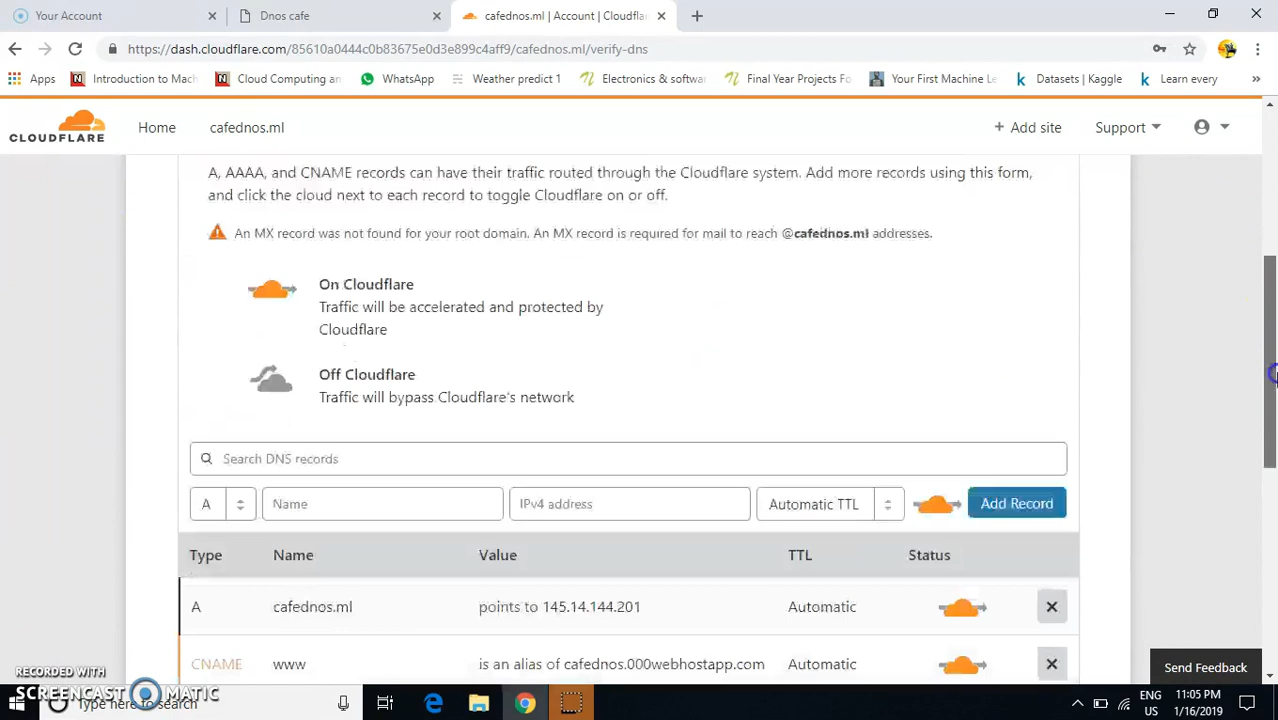 Your Account
Dnos cafe
cafednos.ml | Account | Cloudflar
https://dash.cloudflare.com/85610a0444c0b83675e0d3e899c4aff9/cafednos.ml/verify-dns
Apps
Introduction to Mach
Cloud Computing an
WhatsApp
Weather predict 1
Electronics & softwar
Final Year Projects Fo
Your First Machine Le
Datasets | Kaggle
Learn every
CLOUDFLARE
Home
cafednos.ml
+ Add site
Support
A, AAAA, and CNAME records can have their traffic routed through the Cloudflare system. Add more records using this form,
and click the cloud next to each record to toggle Cloudflare on or off.
An MX record was not found for your root domain. An MX record is required for mail to reach @cafednos.ml addresses.
On Cloudflare
Traffic will be accelerated and protected by
Cloudflare
Off Cloudflare
Traffic will bypass Cloudflare's network
Search DNS records
A
Name
IPv4 address
Automatic TTL
Add Record
Type Name Value TTL Status
A cafednos.ml points to 145.14.144.201 Automatic
CNAME www is an alias of cafednos.000webhostapp.com Automatic
Send Feedback
RECORDED WITH
SCREENCAST MATIC
Type here to search
ENG
US
11:05 PM
1/16/2019